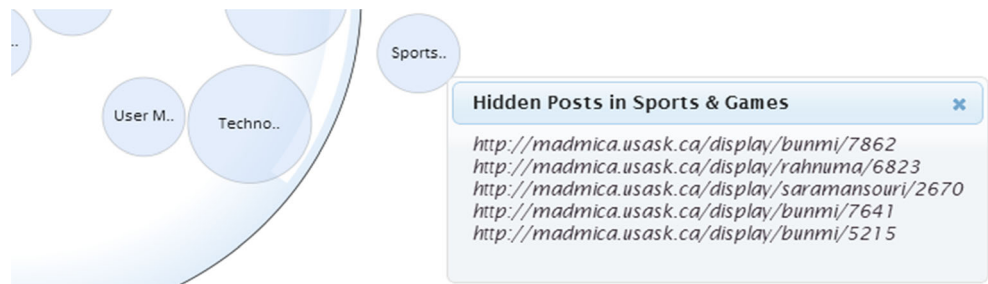 ..
Sports..
User M..
Techno..
Hidden Posts in Sports & Games
http://madmica.usask.ca/display/bunmi/7862
http://madmica.usask.ca/display/rahnuma/6823
http://madmica.usask.ca/display/saramansouri/2670
http://madmica.usask.ca/display/bunmi/7641
http://madmica.usask.ca/display/bunmi/5215